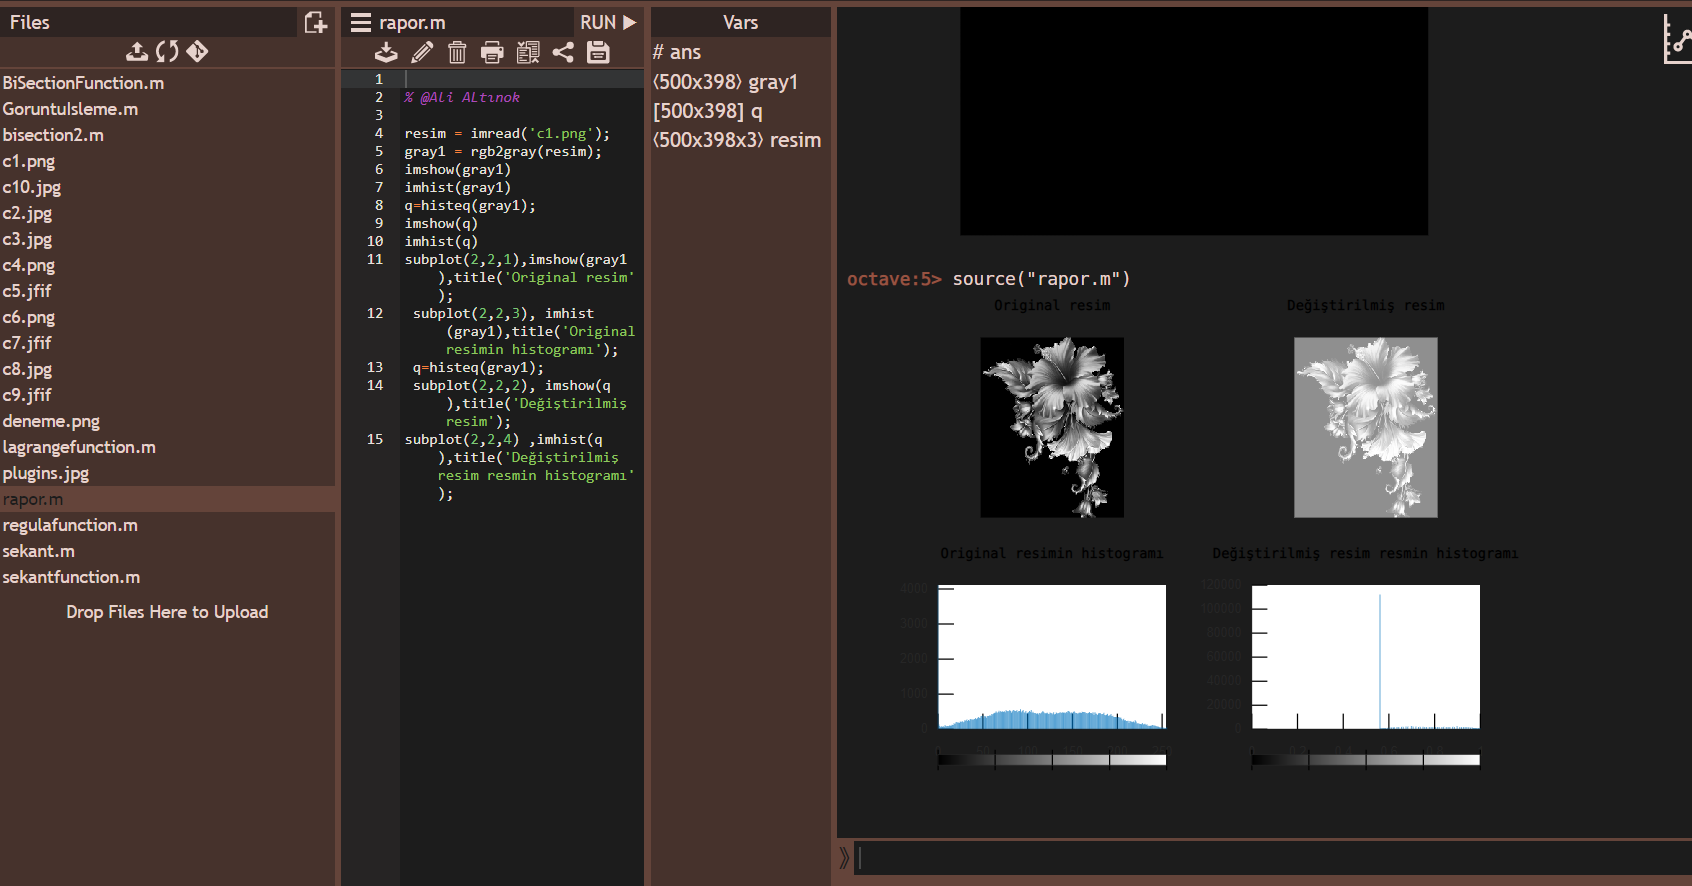 Files
BiSectionFunction.m
GoruntuIsleme.m
bisection2.m
c1.png
c10.jpg
c2.jpg
c3.jpg
c4.png
c5.jfif
c6.png
c7.jfif
c8.jpg
c9.jfif
deneme.png
lagrangefunction.m
plugins.jpg
rapor.m
regulafunction.m
sekant.m
sekantfunction.m
Drop Files Here to Upload
rapor.m
RUN
1
2 % @Ali ALtınok
3
4 resim = imread('c1.png');
5 gray1 = rgb2gray(resim);
6 imshow(gray1)
7 imhist(gray1)
8 q=histeq(gray1);
9 imshow(q)
10 imhist(q)
11 subplot(2,2,1),imshow(gray1
),title('Original resim'
);
12 subplot(2,2,3), imhist
(gray1),title('Original
resimin histogramı');
13 q=histeq(gray1);
14 subplot(2,2,2), imshow(q
),title('Değiştirilmiş
resim');
15 subplot(2,2,4) ,imhist(q
),title('Değiştirilmiş
resim resmin histogramı'
);
Vars
# ans
⟨500x398⟩ gray1
[500x398] q
⟨500x398x3⟩ resim
octave:5> source("rapor.m")
Original resim
Değiştirilmiş resim
Original resimin histogramı
4000
3000
2000
1000
0
0 50 100 150 200
Değiştirilmiş resim resmin histogramı
120000
100000
80000
60000
40000
20000
0
0 0.2 0.4 0.6 0.8